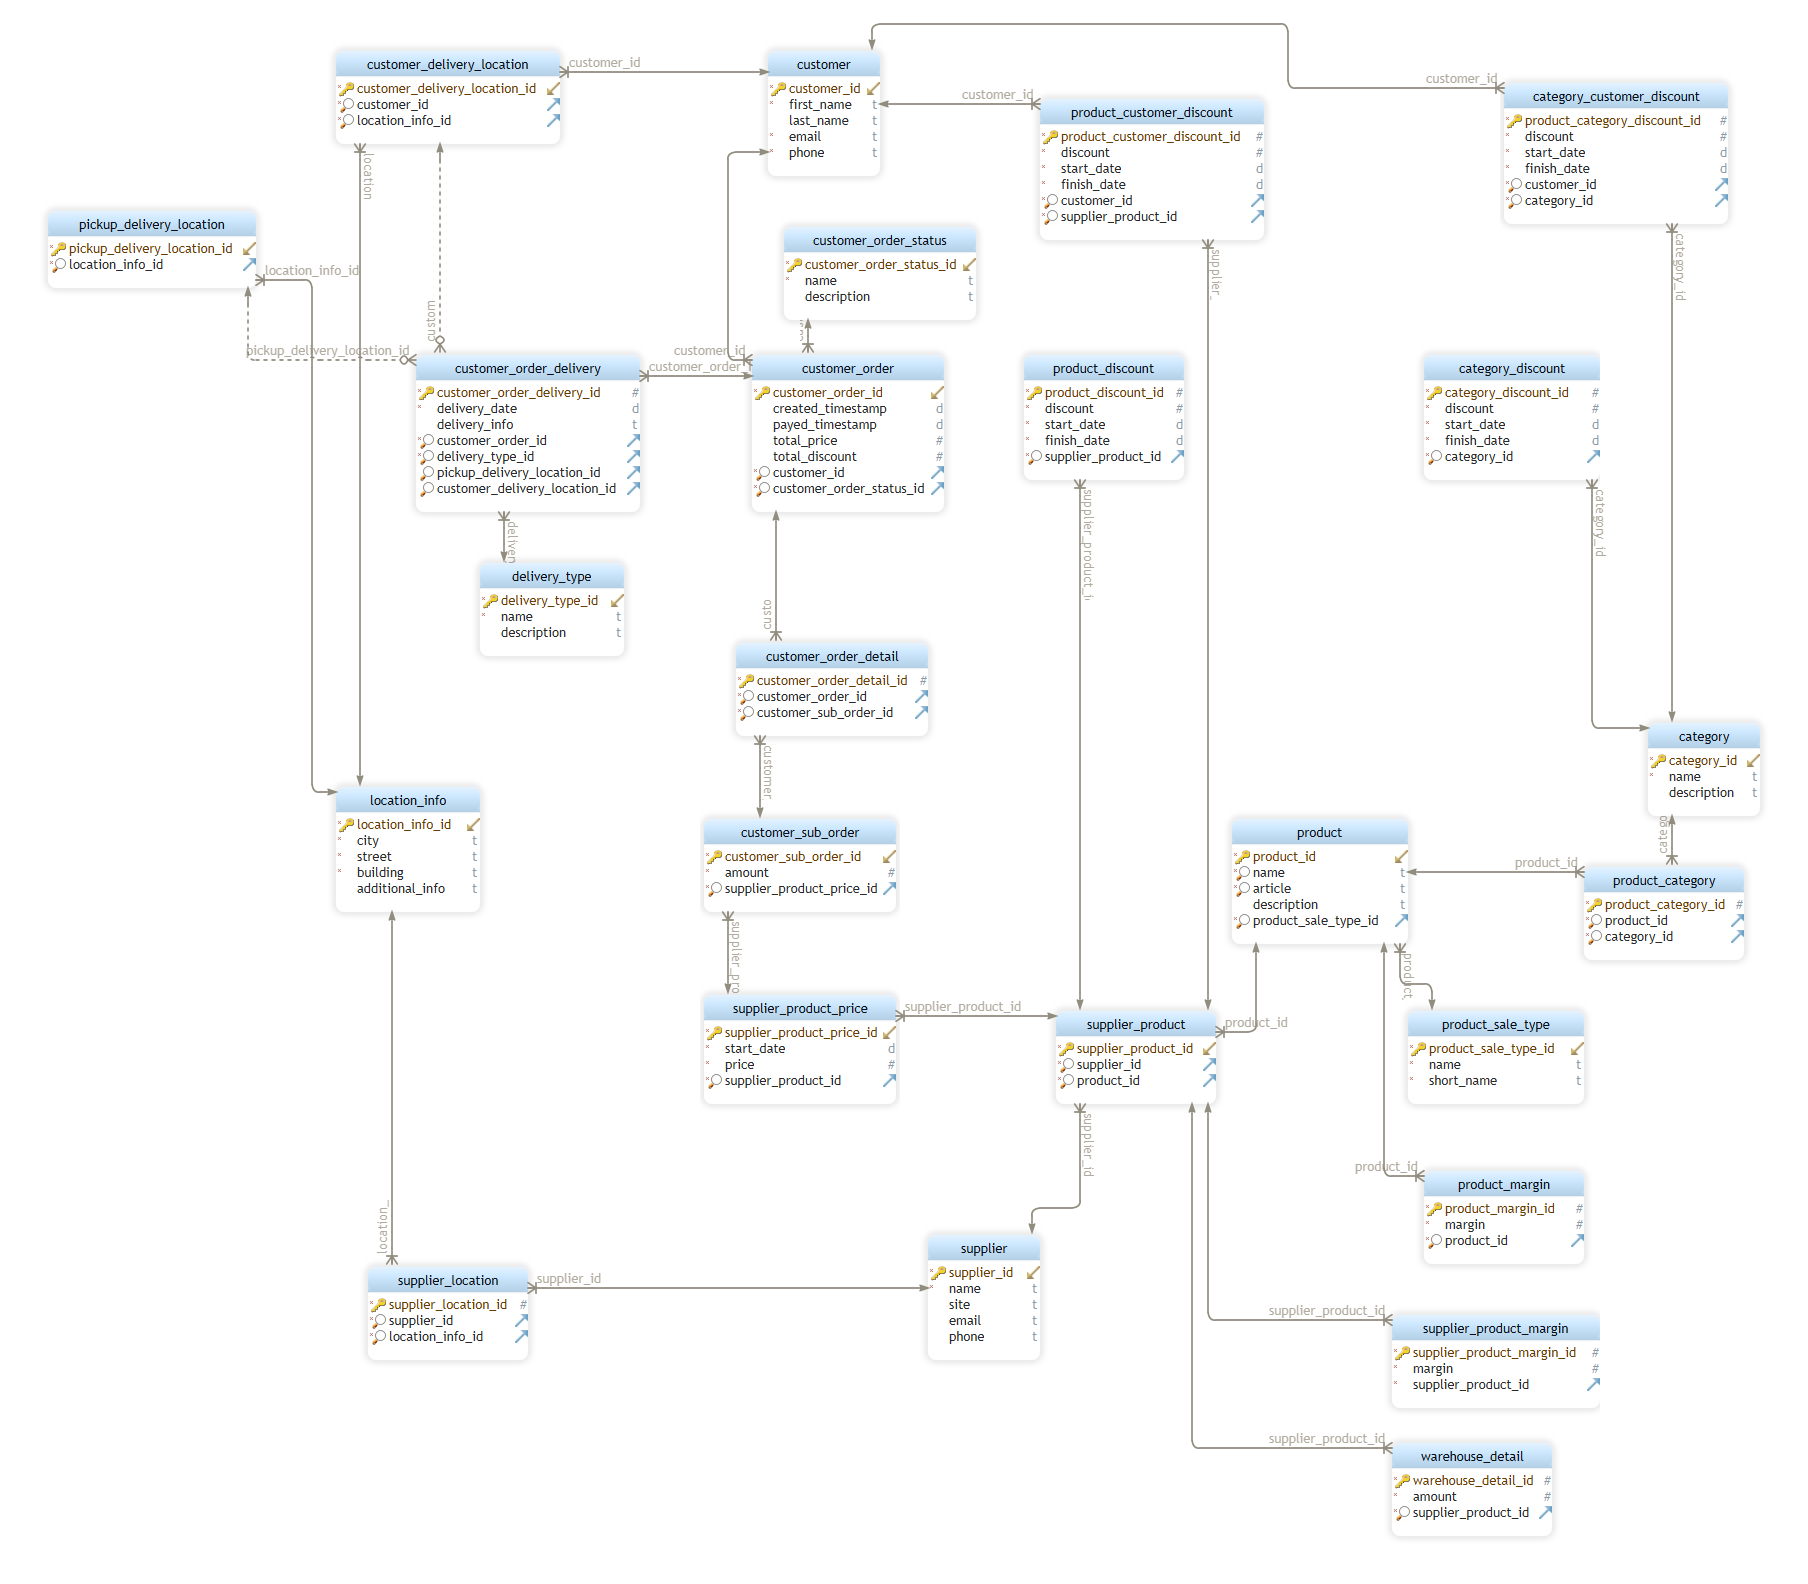 customer_delivery_location
customer_delivery_location_id
customer_id
location_info_id
customer_id
customer
customer_id
first_name t
last_name t
email t
phone t
customer_id
product_customer_discount
product_customer_discount_id #
discount #
start_date d
finish_date d
customer_id
supplier_product_id
customer_id
category_customer_discount
product_category_discount_id #
discount #
start_date d
finish_date d
customer_id
category_id
location
pickup_delivery_location
pickup_delivery_location_id
location_info_id
location_info_id
customer_order_status
customer_order_status_id
name t
description t
supplier_
category_id
custom
pickup_delivery_location_id
customer_order_delivery
customer_order_delivery_id #
delivery_date d
delivery_info t
customer_order_id
delivery_type_id
pickup_delivery_location_id
customer_delivery_location_id
customer_id
customer_order
customer_order
customer_order_id
created_timestamp d
payed_timestamp d
total_price #
total_discount #
customer_id
customer_order_status_id
product_discount
product_discount_id #
discount #
start_date d
finish_date d
supplier_product_id
category_discount
category_discount_id #
discount #
start_date d
finish_date d
category_id
deliven
supplier_product_i
category_id
delivery_type
delivery_type_id
name t
description t
custo
customer_order_detail
customer_order_detail_id #
customer_order_id
customer_sub_order_id
customer
category
category_id
name t
description t
catego
location_info
location_info_id
city t
street t
building t
additional_info t
customer_sub_order
customer_sub_order_id
amount #
supplier_product_price_id
product
product_id
name t
article t
description t
product_sale_type_id
product_id
product_category
product_category_id #
product_id
category_id
supplier_pro
product
supplier_product_price
supplier_product_price_id
start_date d
price #
supplier_product_id
supplier_product_id
supplier_product
supplier_product_id
supplier_id
product_id
product_id
product_sale_type
product_sale_type_id
name t
short_name t
supplier_id
product_id
product_margin
product_margin_id #
margin #
product_id
location_
supplier_location
supplier_location_id #
supplier_id
location_info_id
supplier_id
supplier
supplier_id
name t
site t
email t
phone t
supplier_product_id
supplier_product_margin
supplier_product_margin_id #
margin #
supplier_product_id
supplier_product_id
warehouse_detail
warehouse_detail_id #
amount #
supplier_product_id